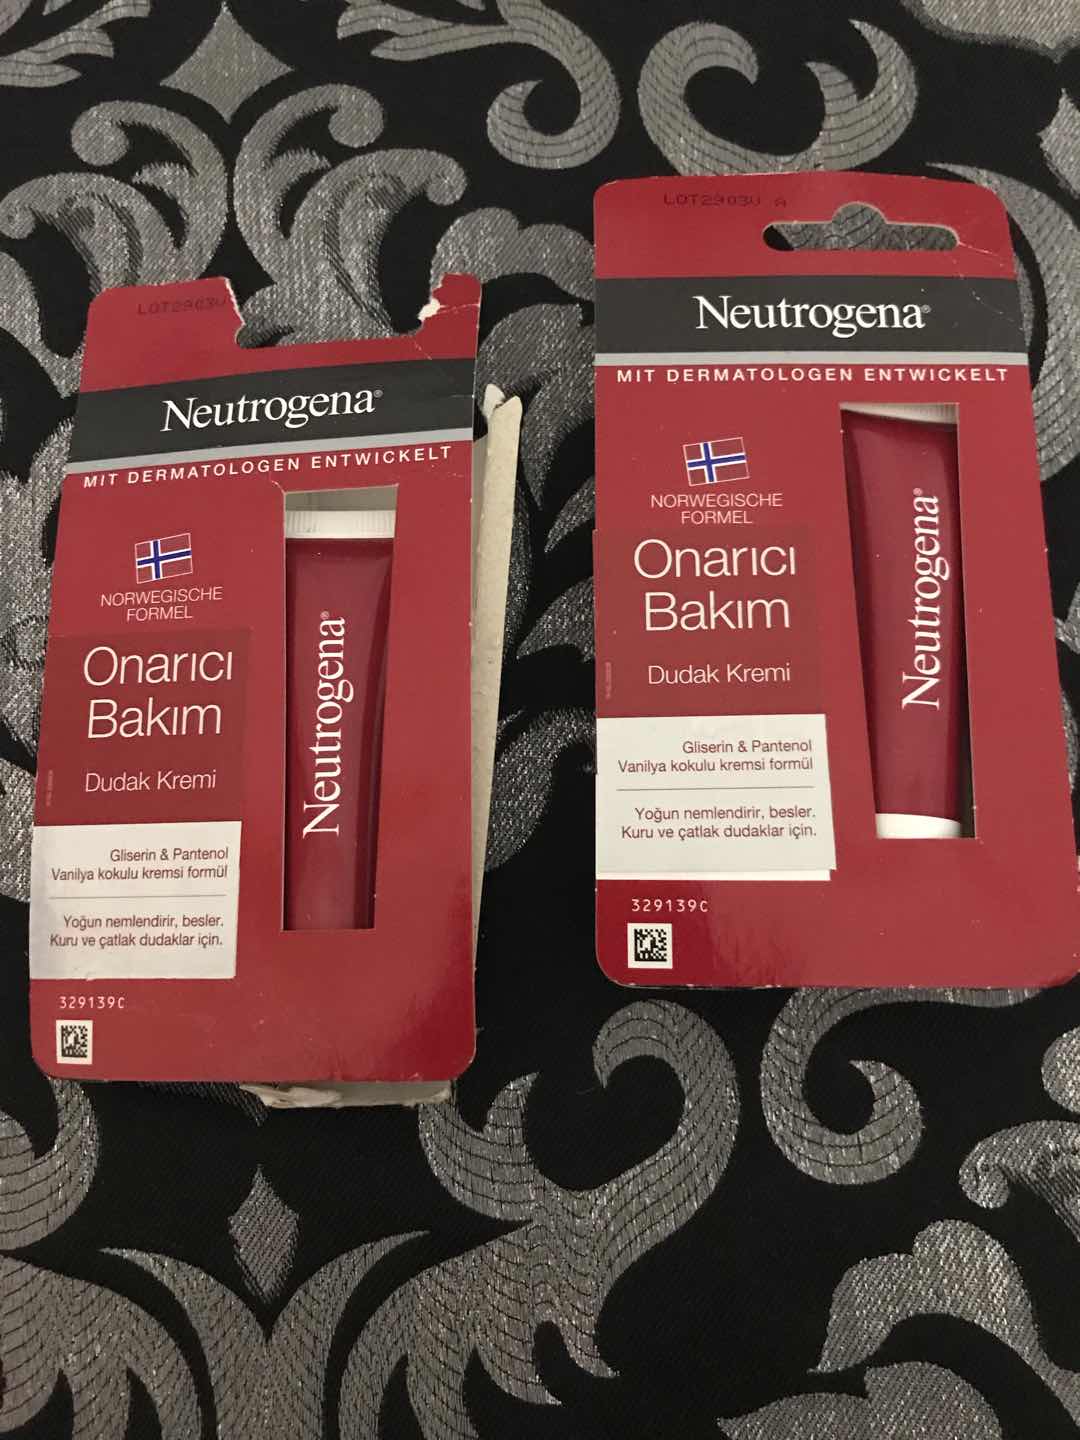 LOT2903U
Neutrogena®
MIT DERMATOLOGEN ENTWICKELT
NORWEGISCHE
FORMEL
Onarıcı
Bakım
Dudak Kremi
Gliserin & Pantenol
Vanilya kokulu kremsi formül
Yoğun nemlendirir, besler.
Kuru ve çatlak dudaklar için.
329139C
Neutrogena®
LOT2903U A
Neutrogena®
MIT DERMATOLOGEN ENTWICKELT
NORWEGISCHE
FORMEL
Onarıcı
Bakım
Dudak Kremi
Gliserin & Pantenol
Vanilya kokulu kremsi formül
Yoğun nemlendirir, besler.
Kuru ve çatlak dudaklar için.
329139C
Neutrogena®